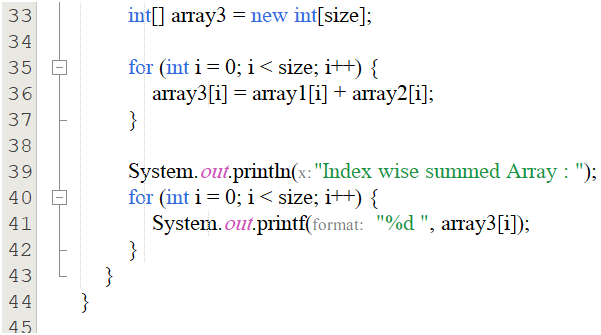 33 int[] array3 = new int[size];
34
35 for (int i = 0; i < size; i++) {
36 array3[i] = array1[i] + array2[i];
37 }
38
39 System.out.println(x: "Index wise summed Array : ");
40 for (int i = 0; i < size; i++) {
41 System.out.printf(format: "%d ", array3[i]);
42 }
43 }
44 }
45